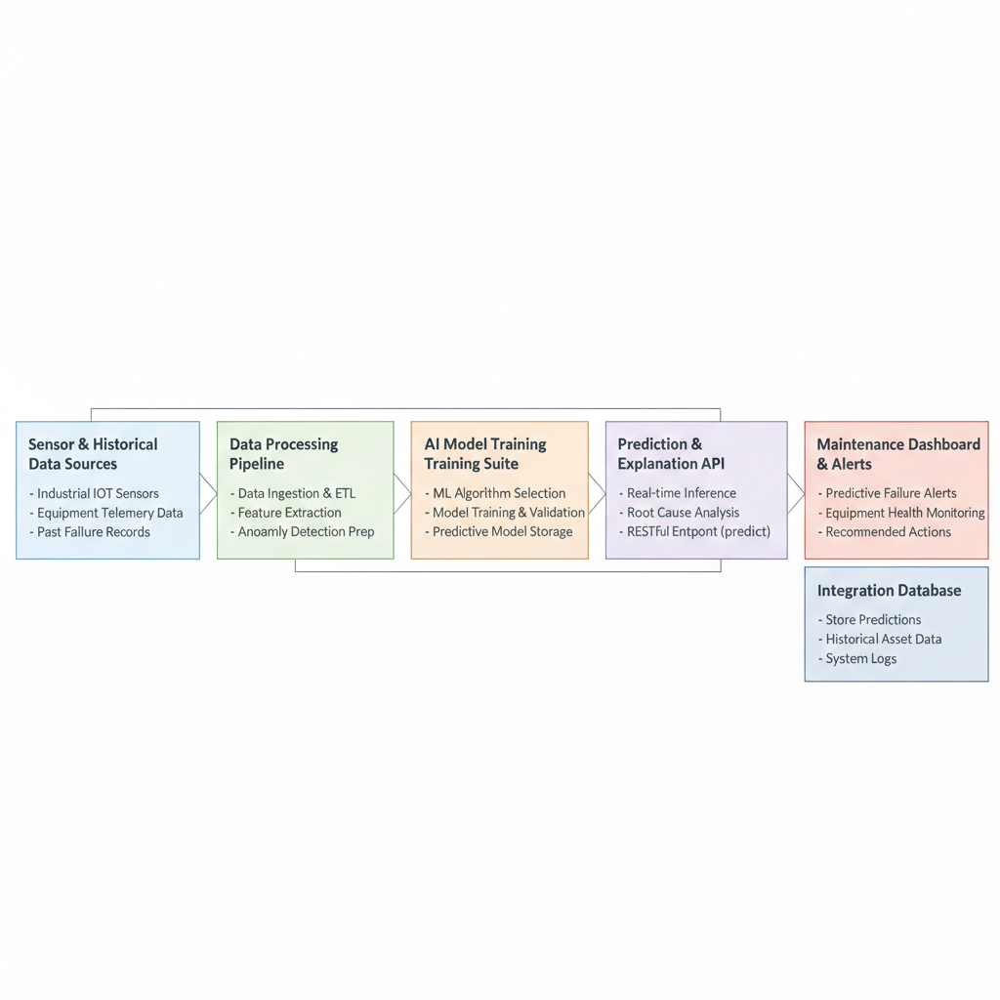 Sensor & Historical
Data Sources
- Industrial IOT Sensors
- Equipment Telemery Data
- Past Failure Records
Data Processing
Pipeline
- Data Ingestion & ETL
- Feature Extraction
- Anoamly Detection Prep
AI Model Training
Training Suite
- ML Algorithm Selection
- Model Training & Validation
- Predictive Model Storage
Prediction &
Explanation API
- Real-time Inference
- Root Cause Analysis
- RESTful Entpont (predict)
Maintenance Dashboard
& Alerts
- Predictive Failure Alerts
- Equipment Health Monitoring
- Recommended Actions
Integration Database
- Store Predictions
- Historical Asset Data
- System Logs